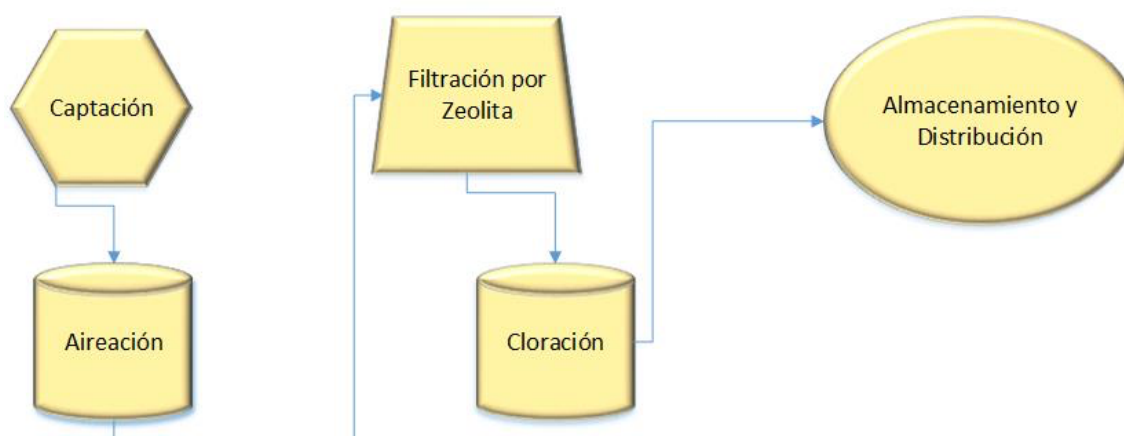 Captación
Aireación
Filtración por
Zeolita
Cloración
Almacenamiento y
Distribución